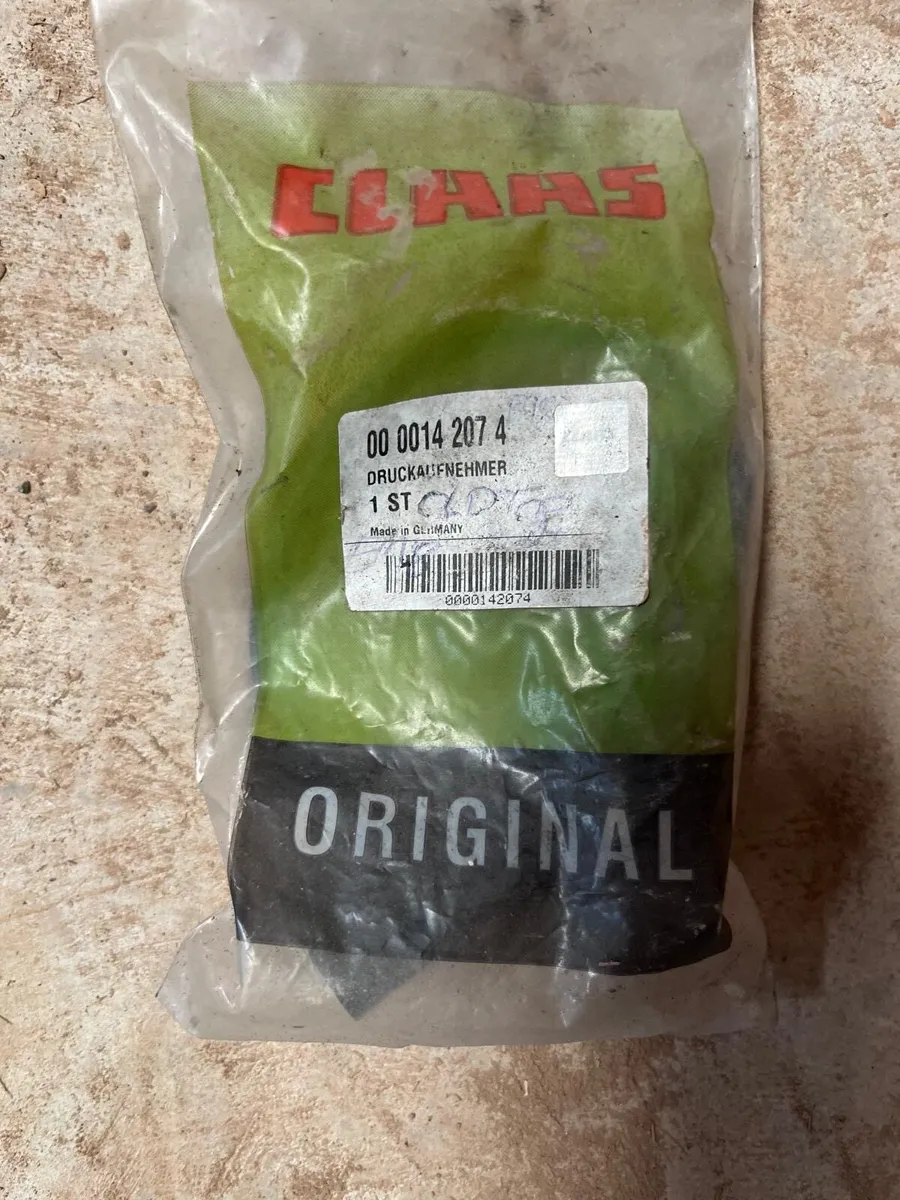 CLAAS
00 0014 207 4
DRUCKAUFNEHMER
1 ST
Made in GERMANY
0000142074
ORIGINAL